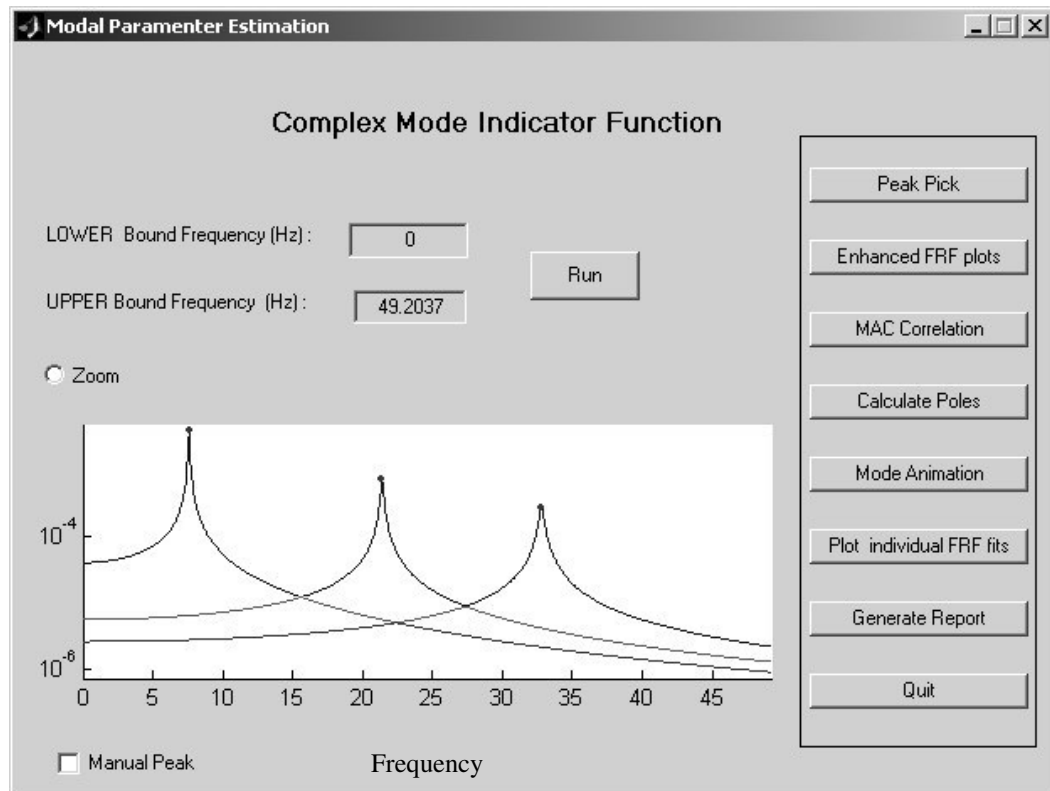 Modal Paramenter Estimation
Complex Mode Indicator Function
LOWER Bound Frequency (Hz) :
0
UPPER Bound Frequency (Hz) :
49.2037
Run
Zoom
10^-4
10^-6
0 5 10 15 20 25 30 35 40 45
Manual Peak
Frequency
Peak Pick
Enhanced FRF plots
MAC Correlation
Calculate Poles
Mode Animation
Plot individual FRF fits
Generate Report
Quit